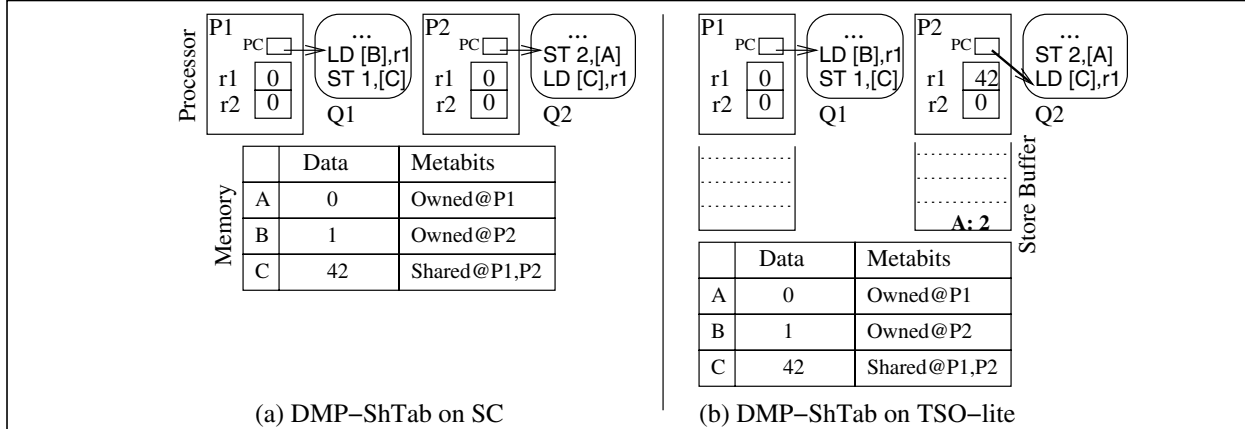 Processor
P1
PC
r1 0
r2 0
...
LD [B],r1
ST 1,[C]
Q1
P2
PC
r1 0
r2 0
...
ST 2,[A]
LD [C],r1
Q2
Memory
Data Metabits
A 0 Owned@P1
B 1 Owned@P2
C 42 Shared@P1,P2
(a) DMP−ShTab on SC
P1
PC
r1 0
r2 0
...
LD [B],r1
ST 1,[C]
Q1
P2
PC
r1 42
r2 0
...
ST 2,[A]
LD [C],r1
Q2
A: 2
Store Buffer
Data Metabits
A 0 Owned@P1
B 1 Owned@P2
C 42 Shared@P1,P2
(b) DMP−ShTab on TSO-lite